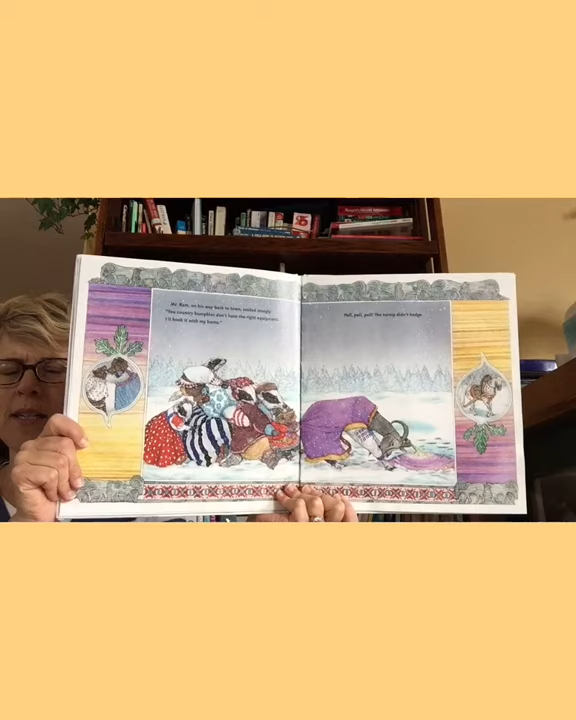 Mr. Ram, on his way back to town, smiled smugly.
"You country bumpkins don't have the right equipment.
I'll hook it with my horns."
Pull, pull, pull! The turnip didn't budge.